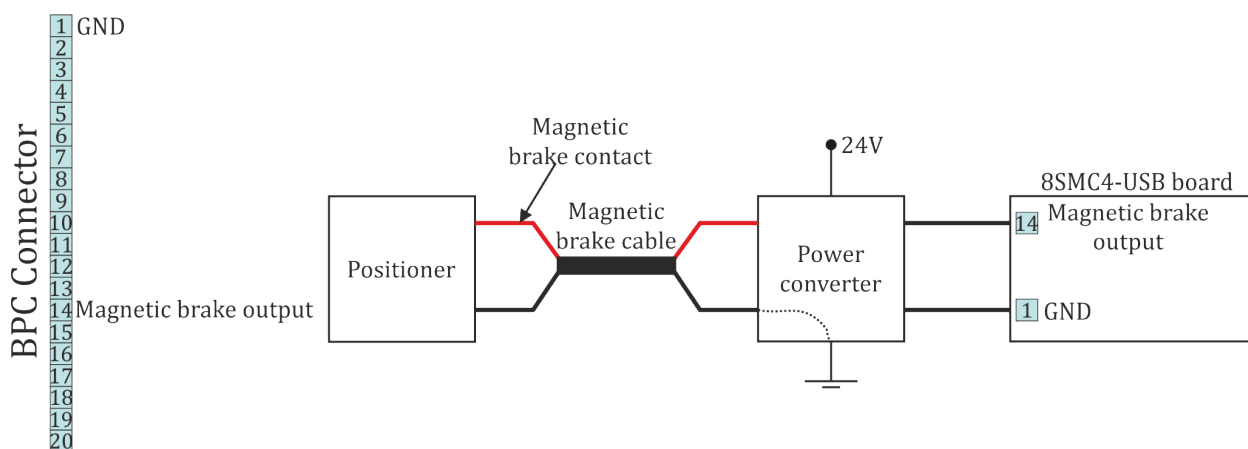 BPC Connector
1 GND
2
3
4
5
6
7
8
9
10
11
12
13
14 Magnetic brake output
15
16
17
18
19
20
Magnetic
brake contact
Positioner
Magnetic
brake cable
24V
Power
converter
8SMC4-USB board
14 Magnetic brake
output
1 GND